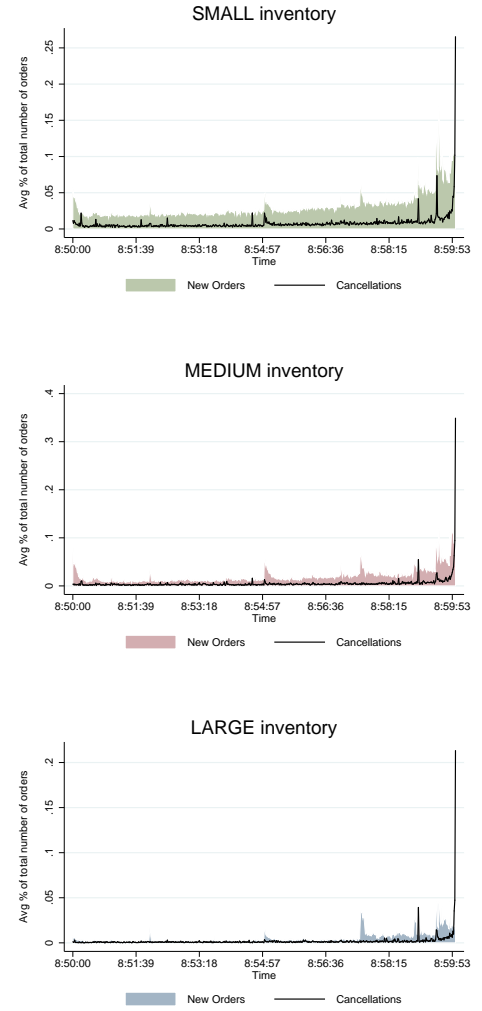 SMALL inventory
Avg % of total number of orders
.25
.2
.15
.1
.05
0
8:50:00 8:51:39 8:53:18 8:54:57 8:56:36 8:58:15 8:59:53
Time
New Orders Cancellations
MEDIUM inventory
Avg % of total number of orders
.4
.3
.2
.1
0
8:50:00 8:51:39 8:53:18 8:54:57 8:56:36 8:58:15 8:59:53
Time
New Orders Cancellations
LARGE inventory
Avg % of total number of orders
.2
.15
.1
.05
0
8:50:00 8:51:39 8:53:18 8:54:57 8:56:36 8:58:15 8:59:53
Time
New Orders Cancellations